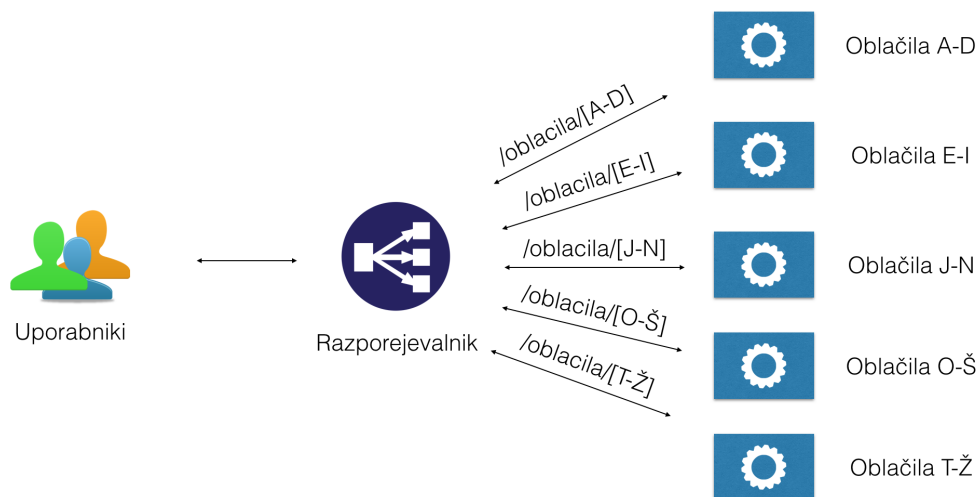 Oblačila A-D
/oblacila/[A-D]
Oblačila E-I
/oblacila/[E-I]
Oblačila J-N
/oblacila/[J-N]
Uporabniki
Razporejevalnik
/oblacila/[O-Š]
Oblačila O-Š
/oblacila/[T-Ž]
Oblačila T-Ž